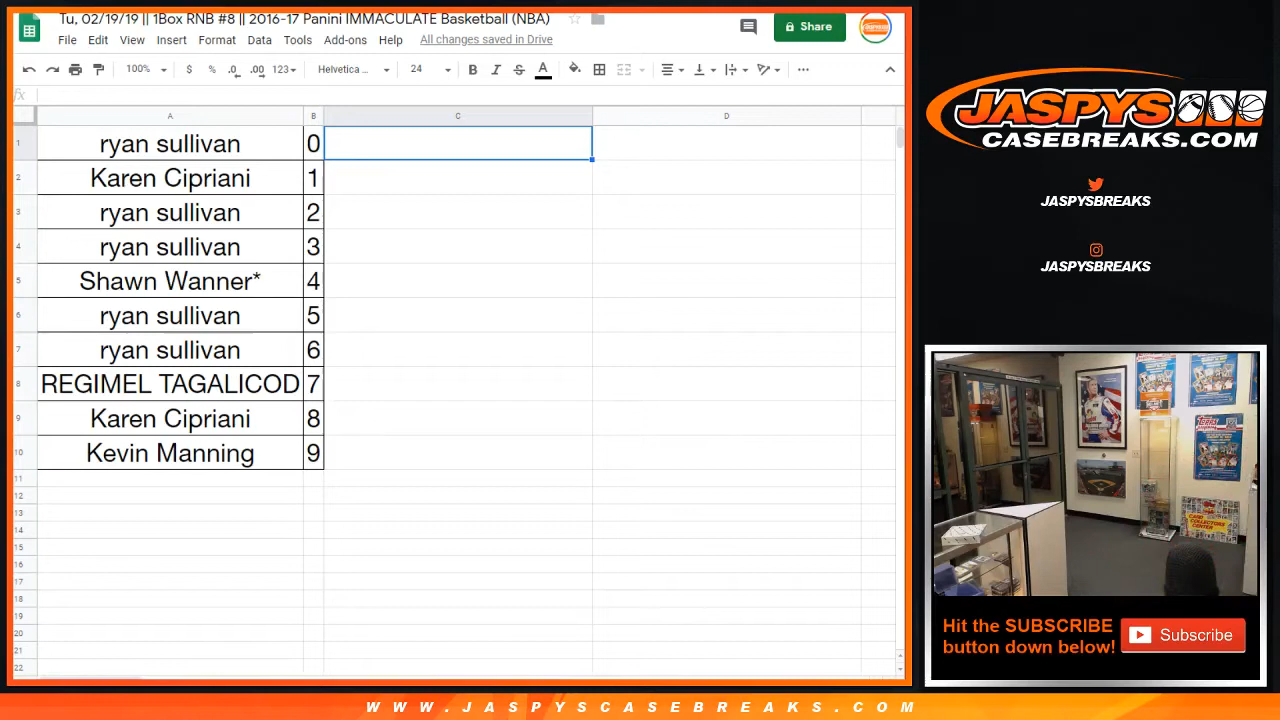 Tu, 02/19/19 || 1Box RNB #8 || 2016-17 Panini IMMACULATE Basketball (NBA)
Share
File Edit View Insert Format Data Tools Add-ons Help All changes saved in Drive
100% $ % .0 .00 123 Helvetica ... 24 B I S A ...
fx
A B C D
1 ryan sullivan 0
2 Karen Cipriani 1
3 ryan sullivan 2
4 ryan sullivan 3
5 Shawn Wanner* 4
6 ryan sullivan 5
7 ryan sullivan 6
8 REGIMEL TAGALICOD 7
9 Karen Cipriani 8
10 Kevin Manning 9
11
12
13
14
15
16
17
18
19
20
21
22
JASPYS
CASEBREAKS.COM
JASPYSBREAKS
JASPYSBREAKS
Hit the SUBSCRIBE
button down below!
Subscribe
WWW.JASPYSCASEBREAKS.COM